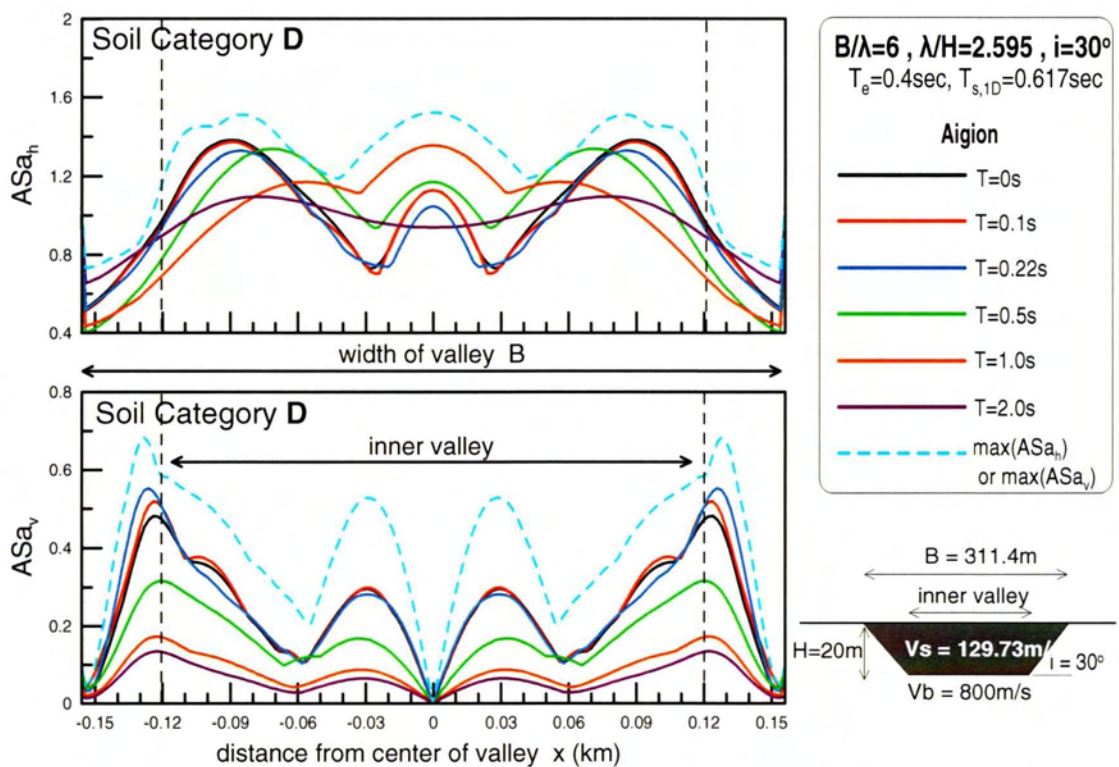 2
1.6
1.2
0.8
0.4
ASa_h
Soil Category D
width of valley B
0.8
0.6
0.4
0.2
0
ASa_v
Soil Category D
inner valley
-0.15 -0.12 -0.09 -0.06 -0.03 0 0.03 0.06 0.09 0.12 0.15
distance from center of valley x (km)
B/λ=6 , λ/H=2.595 , i=30°
T_e=0.4sec, T_s,1D=0.617sec
Aigion
T=0s
T=0.1s
T=0.22s
T=0.5s
T=1.0s
T=2.0s
max(ASa_h)
or max(ASa_v)
B = 311.4m
inner valley
H=20m
Vs = 129.73m/
i = 30°
Vb = 800m/s